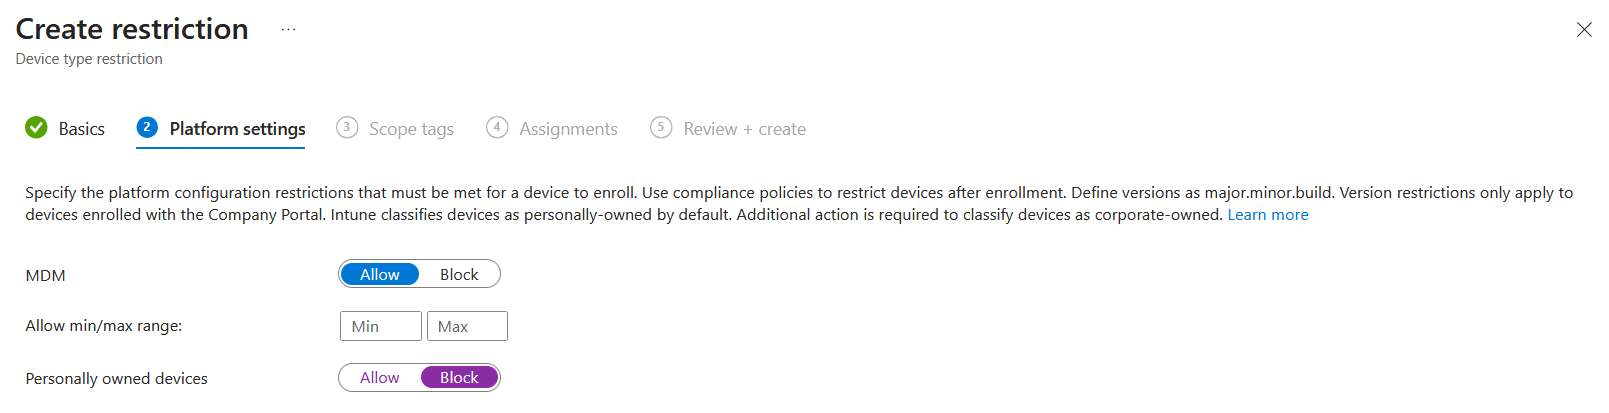 Create restriction ...
Device type restriction
Basics 2 Platform settings 3 Scope tags 4 Assignments 5 Review + create
Specify the platform configuration restrictions that must be met for a device to enroll. Use compliance policies to restrict devices after enrollment. Define versions as major.minor.build. Version restrictions only apply to
devices enrolled with the Company Portal. Intune classifies devices as personally-owned by default. Additional action is required to classify devices as corporate-owned. Learn more
MDM Allow Block
Allow min/max range: Min Max
Personally owned devices Allow Block